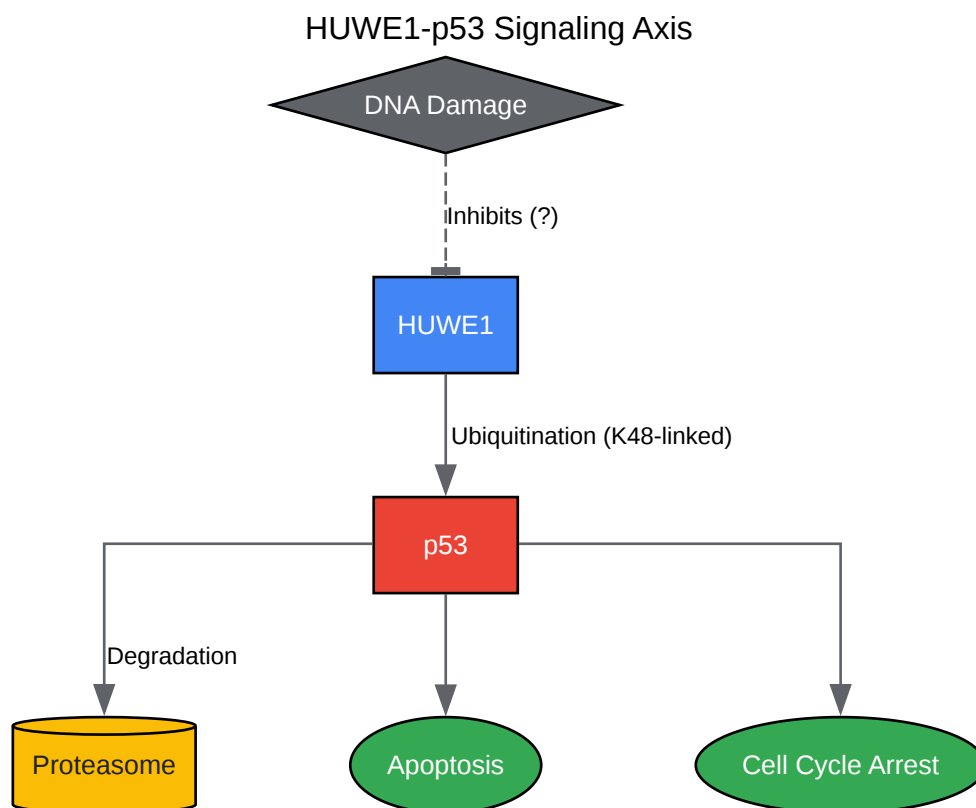 HUWE1-p53 Signaling Axis
DNA Damage
Inhibits (?)
HUWE1
Ubiquitination (K48-linked)
p53
Degradation
Proteasome
Apoptosis
Cell Cycle Arrest